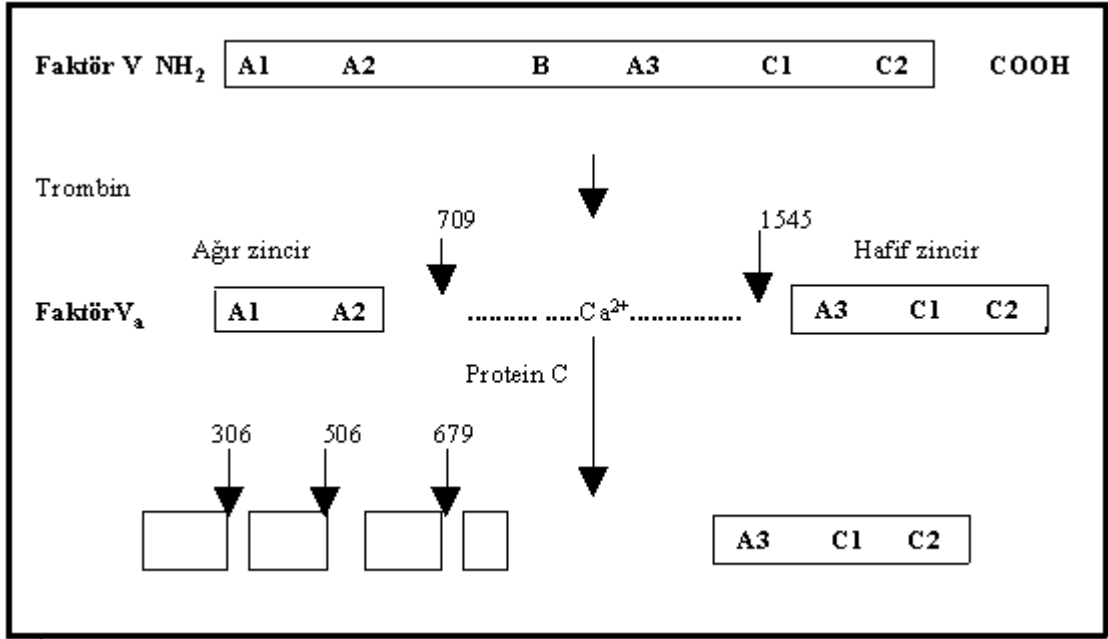 Faktör V NH₂ A1 A2 B A3 C1 C2 COOH
Trombin
709 1545
Ağır zincir Hafif zincir
FaktörVₐ A1 A2 .......... .....Ca²⁺................ A3 C1 C2
Protein C
306 506 679
A3 C1 C2